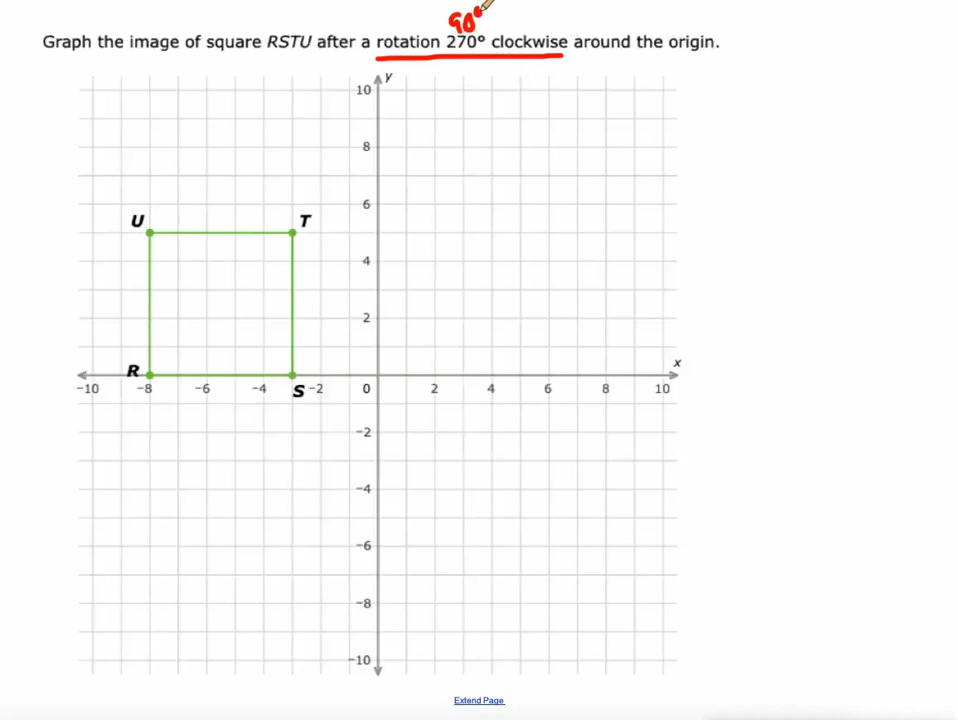 90°
Graph the image of square RSTU after a rotation 270° clockwise around the origin.
y
10
8
U T 6
4
2
R x
-10 -8 -6 -4 S -2 0 2 4 6 8 10
-2
-4
-6
-8
-10
Extend Page